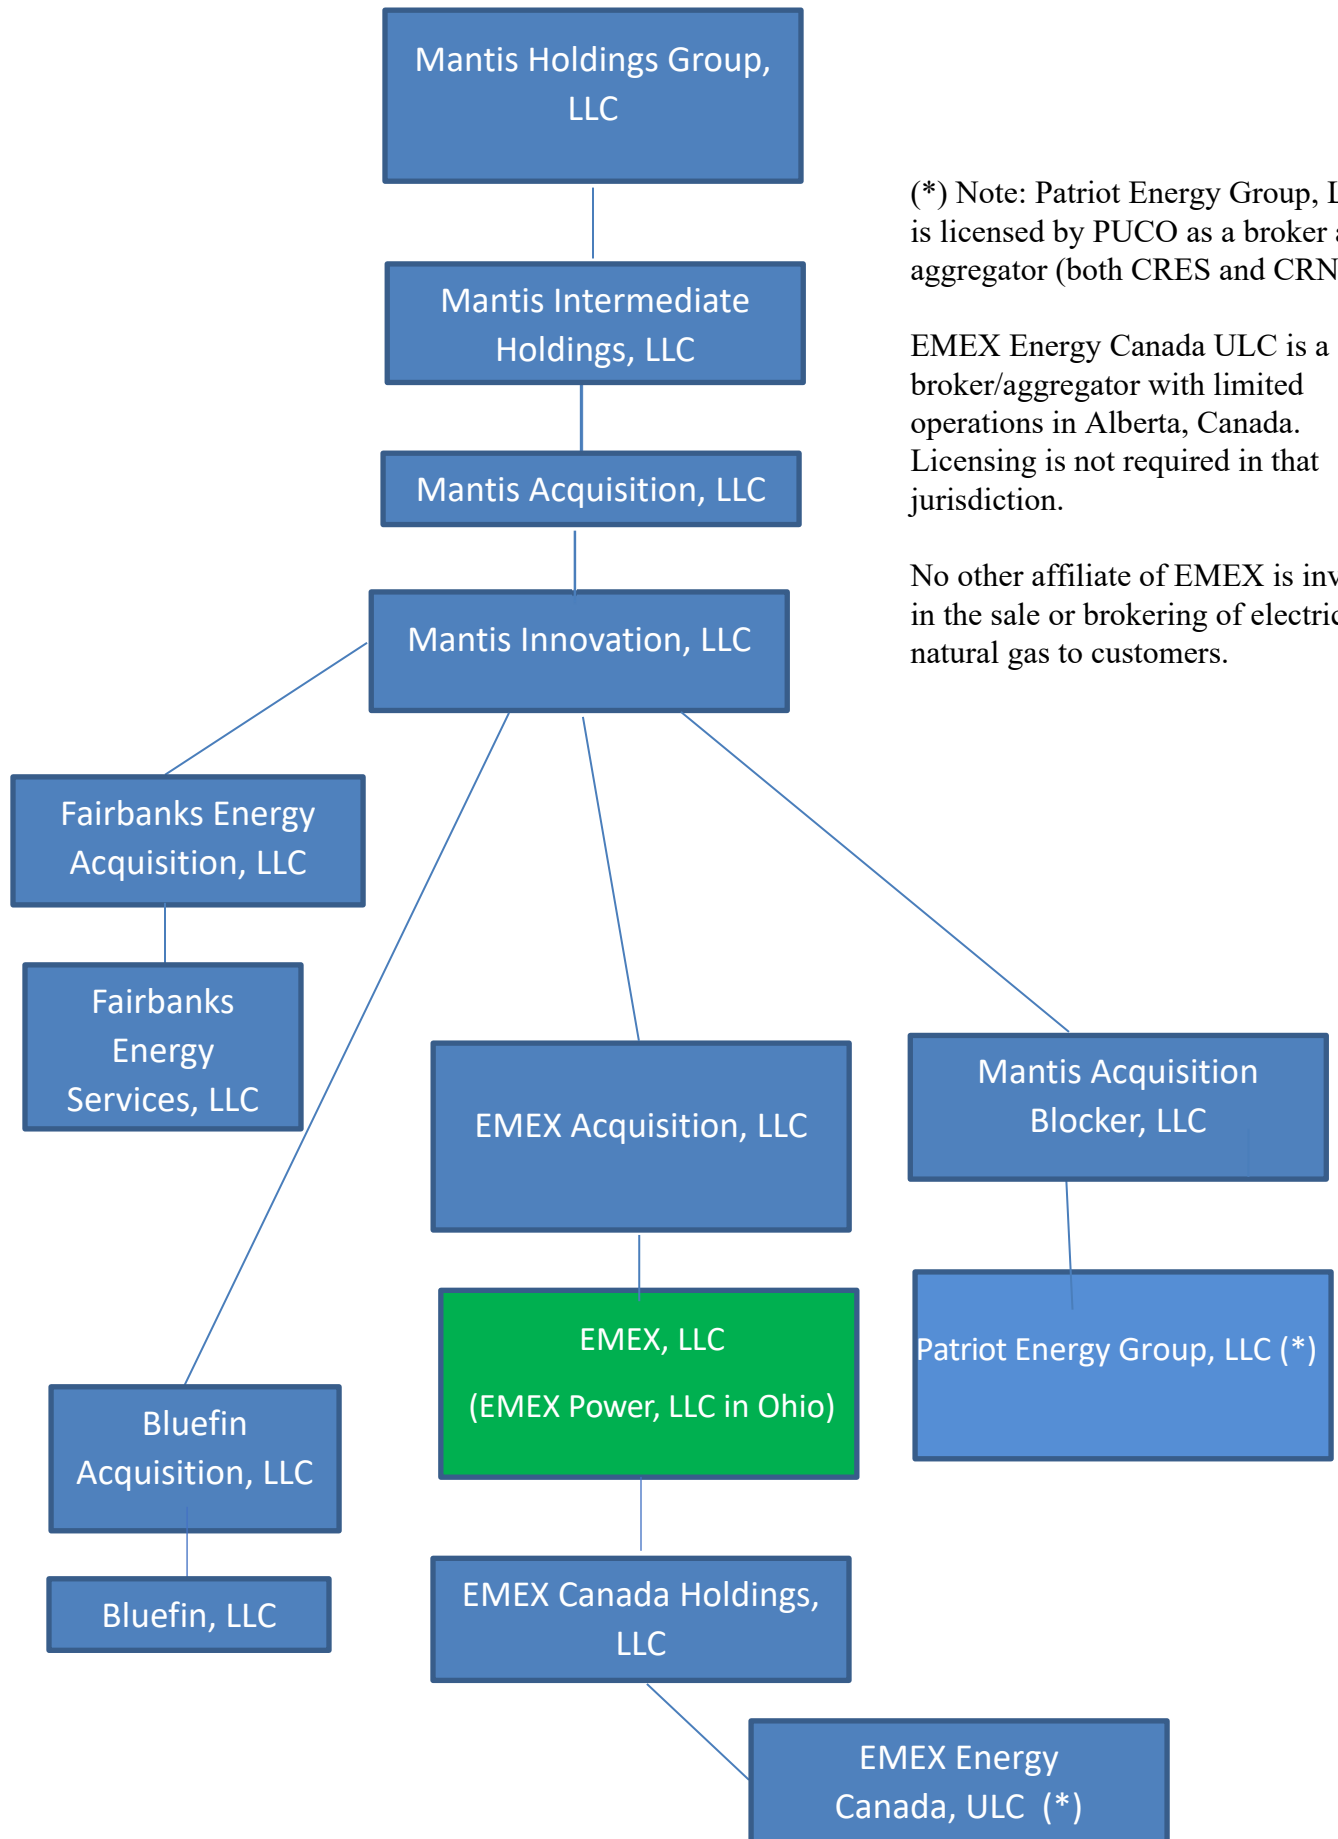 Mantis Holdings Group,
LLC
(*) Note: Patriot Energy Group,
is licensed by PUCO as a broker
aggregator (both CRES and
Mantis Intermediate
Holdings, LLC
EMEX Energy Canada ULC is a
broker/aggregator with limited
operations in Alberta, Canada.
Licensing is not required in that
jurisdiction.
Mantis Acquisition, LLC
No other affiliate of EMEX is
in the sale or brokering of
natural gas to customers.
Mantis Innovation, LLC
Fairbanks Energy
Acquisition, LLC
Fairbanks
Energy
Services, LLC
EMEX Acquisition, LLC
Mantis Acquisition
Blocker, LLC
EMEX, LLC
(EMEX Power, LLC in Ohio)
Patriot Energy Group, LLC (*)
Bluefin
Acquisition, LLC
Bluefin, LLC
EMEX Canada Holdings,
LLC
EMEX Energy
Canada, ULC (*)